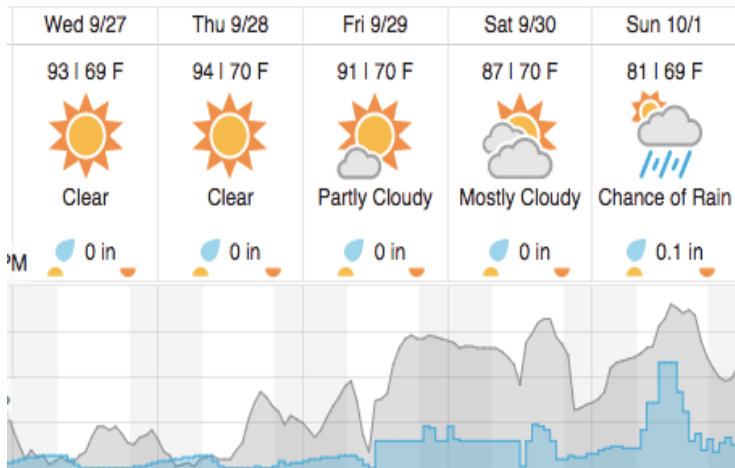 Wed 9/27 Thu 9/28 Fri 9/29 Sat 9/30 Sun 10/1
93 | 69 F 94 | 70 F 91 | 70 F 87 | 70 F 81 | 69 F
Clear Clear Partly Cloudy Mostly Cloudy Chance of Rain
0 in 0 in 0 in 0 in 0.1 in
PM